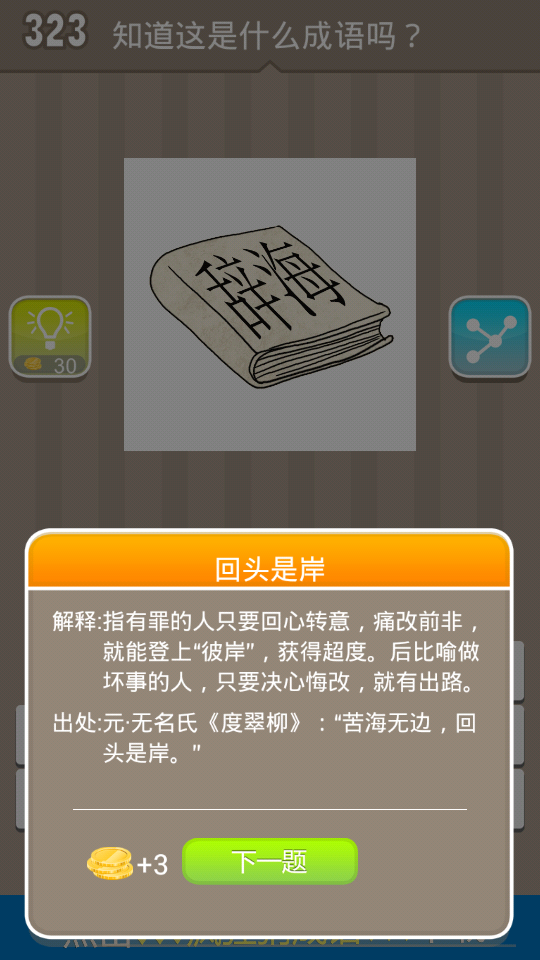 323 知道这是什么成语吗？
辞海
30
回头是岸
解释:指有罪的人只要回心转意，痛改前非，
就能登上“彼岸”，获得超度。后比喻做
坏事的人，只要决心悔改，就有出路。
出处:元·无名氏《度翠柳》：“苦海无边，回
头是岸。”
+3 下一题